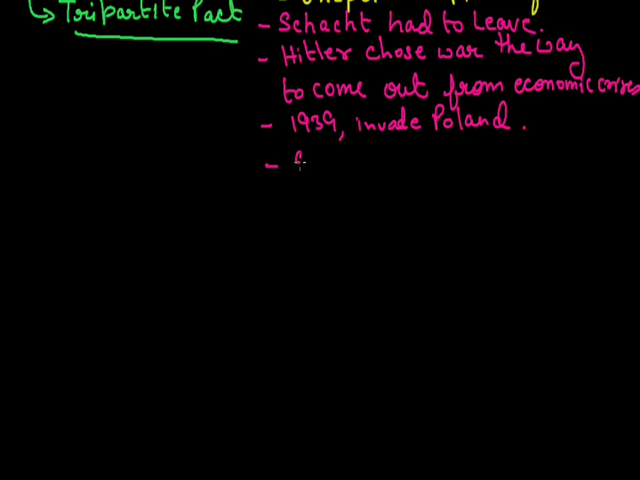 ↳ Tripartite Pact
- Schacht had to Leave.
- Hitler chose war the way
to come out from economic crises
- 1939, invade Poland.
-